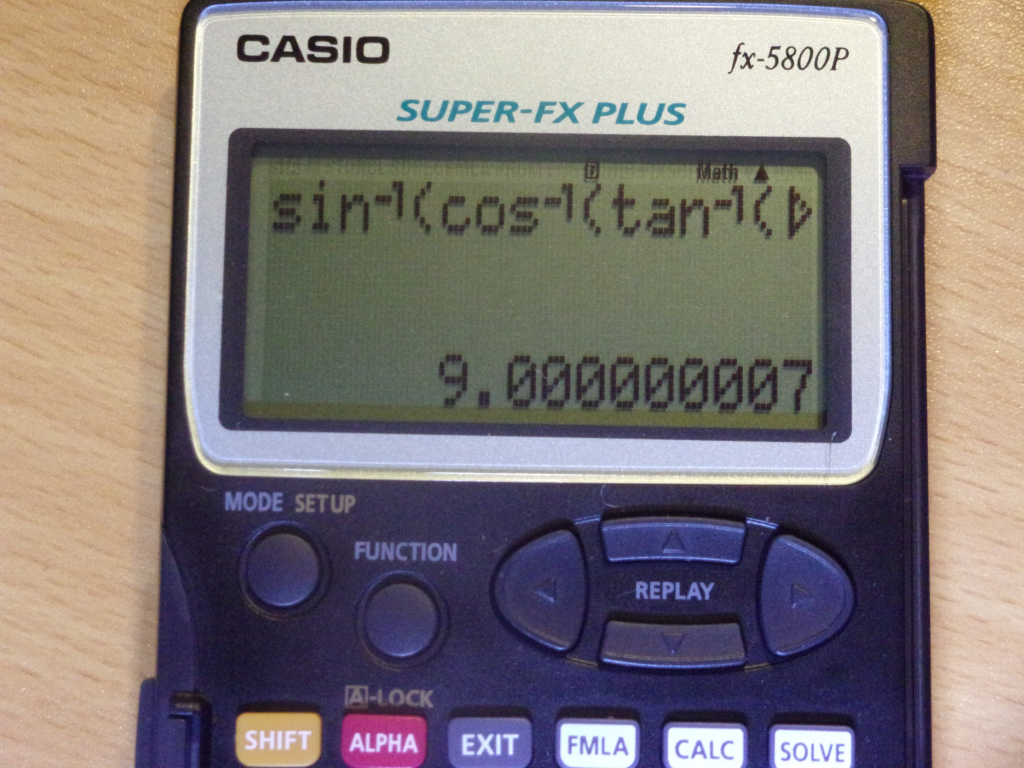 CASIO
fx-5800P
SUPER-FX PLUS
D Math ▲
sin⁻¹(cos⁻¹(tan⁻¹(▷
9.000000007
MODE SETUP
FUNCTION
REPLAY
A-LOCK
SHIFT ALPHA EXIT FMLA CALC SOLVE